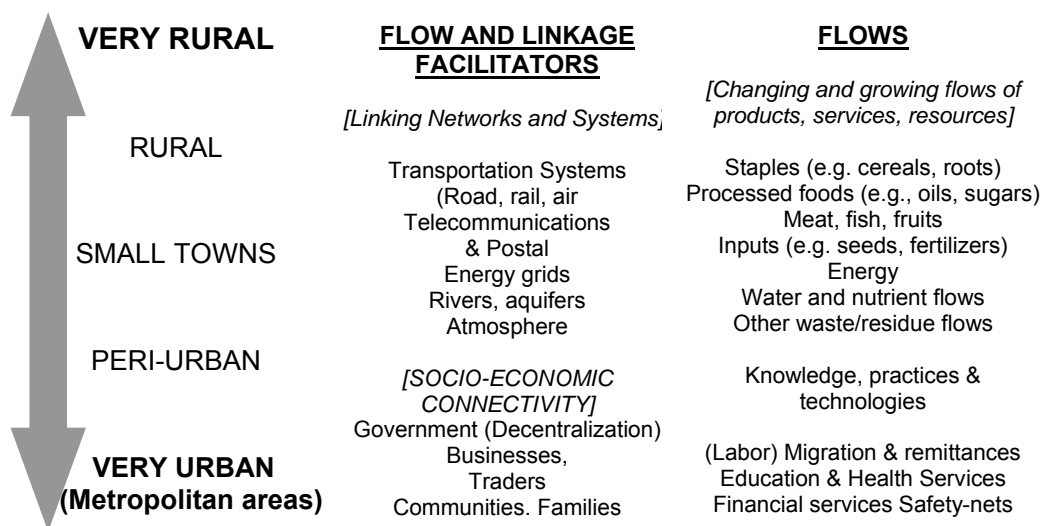 VERY RURAL
RURAL
SMALL TOWNS
PERI-URBAN
VERY URBAN
(Metropolitan areas)
FLOW AND LINKAGE
FACILITATORS
[Linking Networks and Systems]
Transportation Systems
(Road, rail, air
Telecommunications
& Postal
Energy grids
Rivers, aquifers
Atmosphere
[SOCIO-ECONOMIC
CONNECTIVITY]
Government (Decentralization)
Businesses,
Traders
Communities. Families
FLOWS
[Changing and growing flows of
products, services, resources]
Staples (e.g. cereals, roots)
Processed foods (e.g., oils, sugars)
Meat, fish, fruits
Inputs (e.g. seeds, fertilizers)
Energy
Water and nutrient flows
Other waste/residue flows
Knowledge, practices &
technologies
(Labor) Migration & remittances
Education & Health Services
Financial services Safety-nets